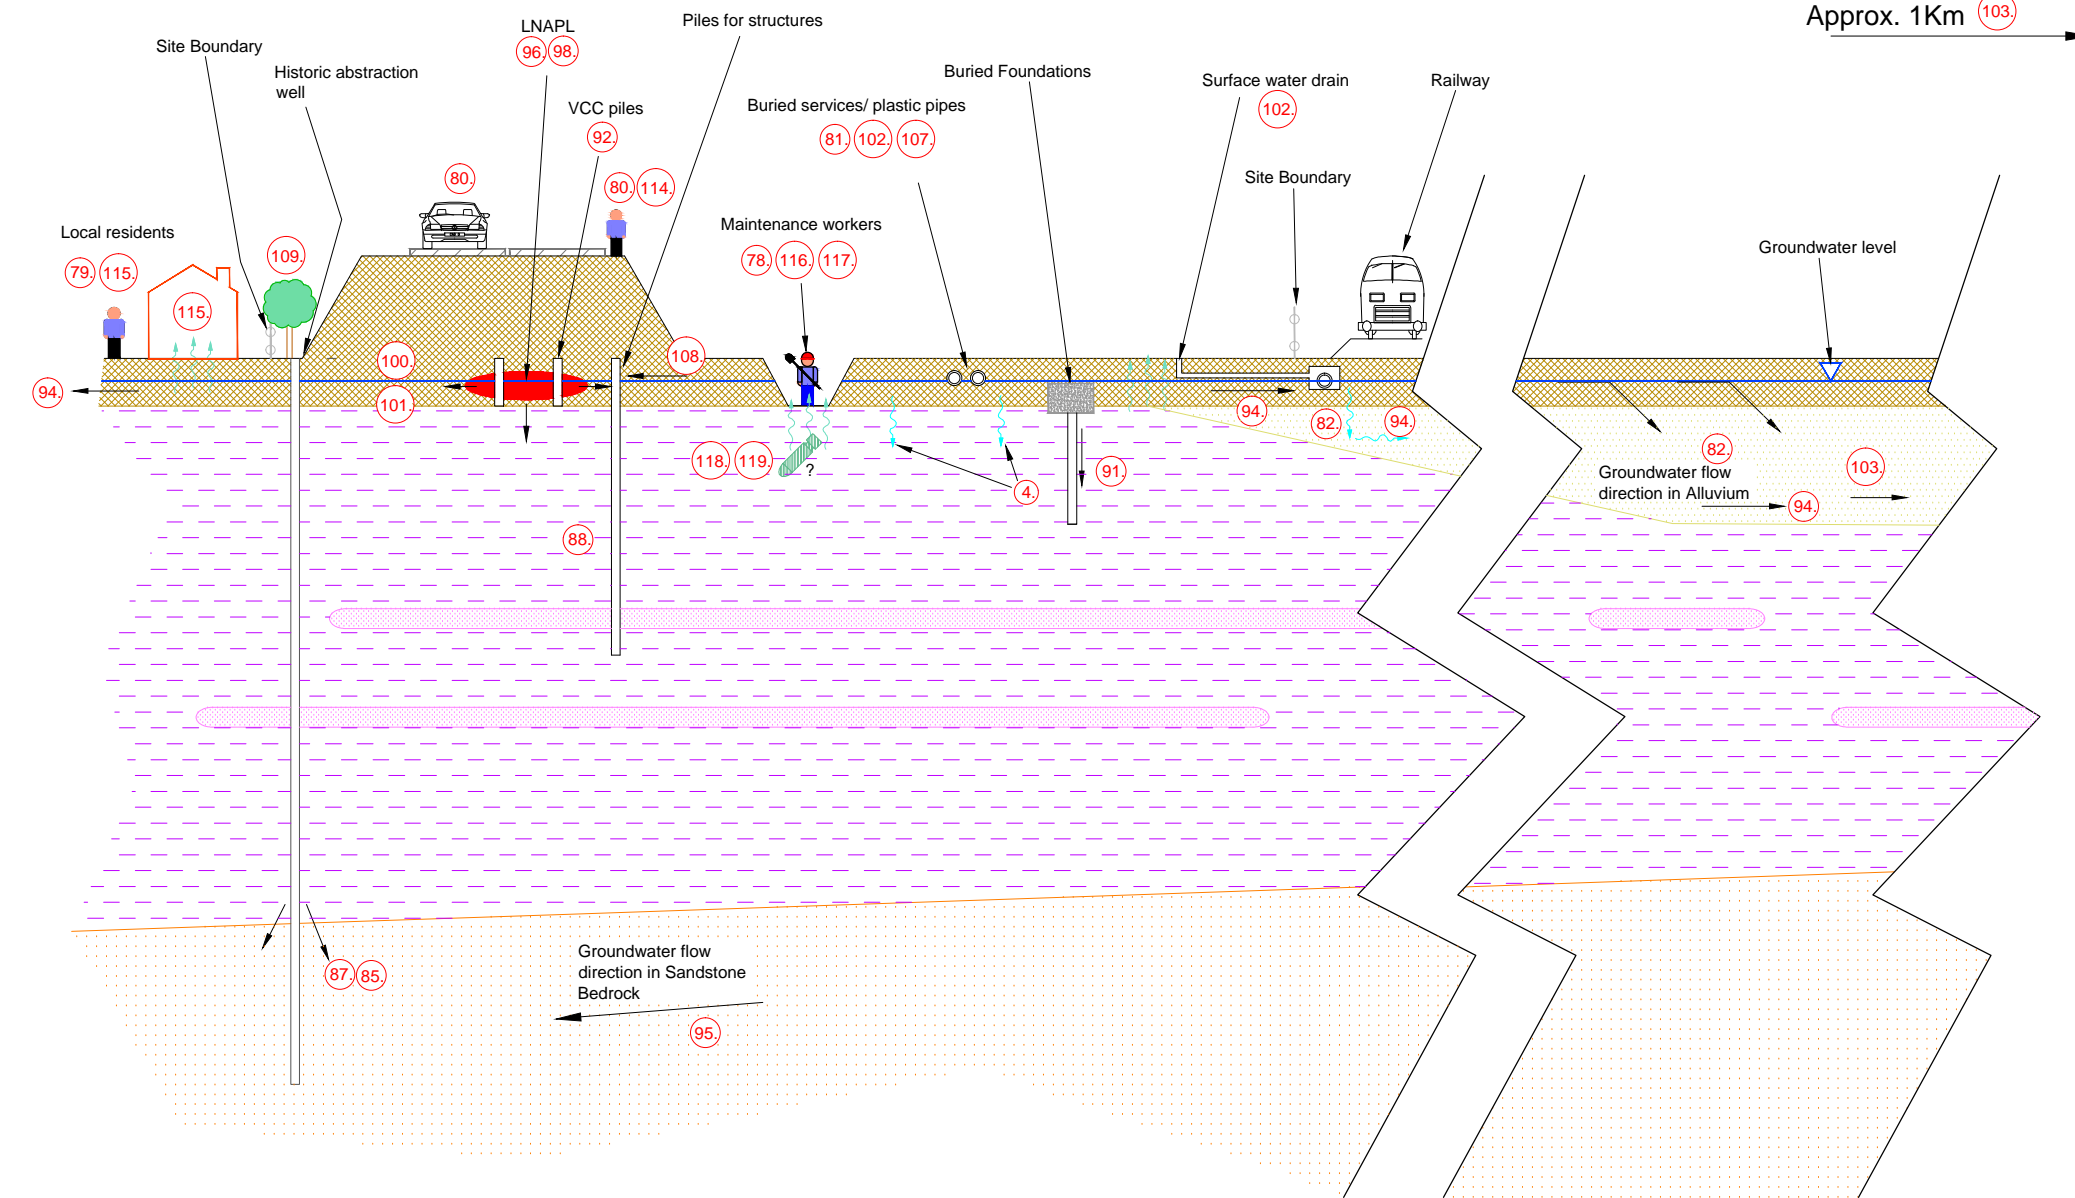 Approx. 1Km 103.
Piles for structures
LNAPL
96. 98.
Site Boundary
Historic abstraction
well
Buried Foundations
Surface water drain
102.
Railway
VCC piles
92.
Buried services/ plastic pipes
81. 102. 107.
80.
80. 114.
Site Boundary
Local residents
79. 115.
109.
Maintenance workers
78. 116. 117.
Groundwater level
115.
100.
108.
94.
101.
94.
82.
94.
118. 119.
?
4.
91.
82.
103.
Groundwater flow
direction in Alluvium
94.
88.
87. 85.
Groundwater flow
direction in Sandstone
Bedrock
95.